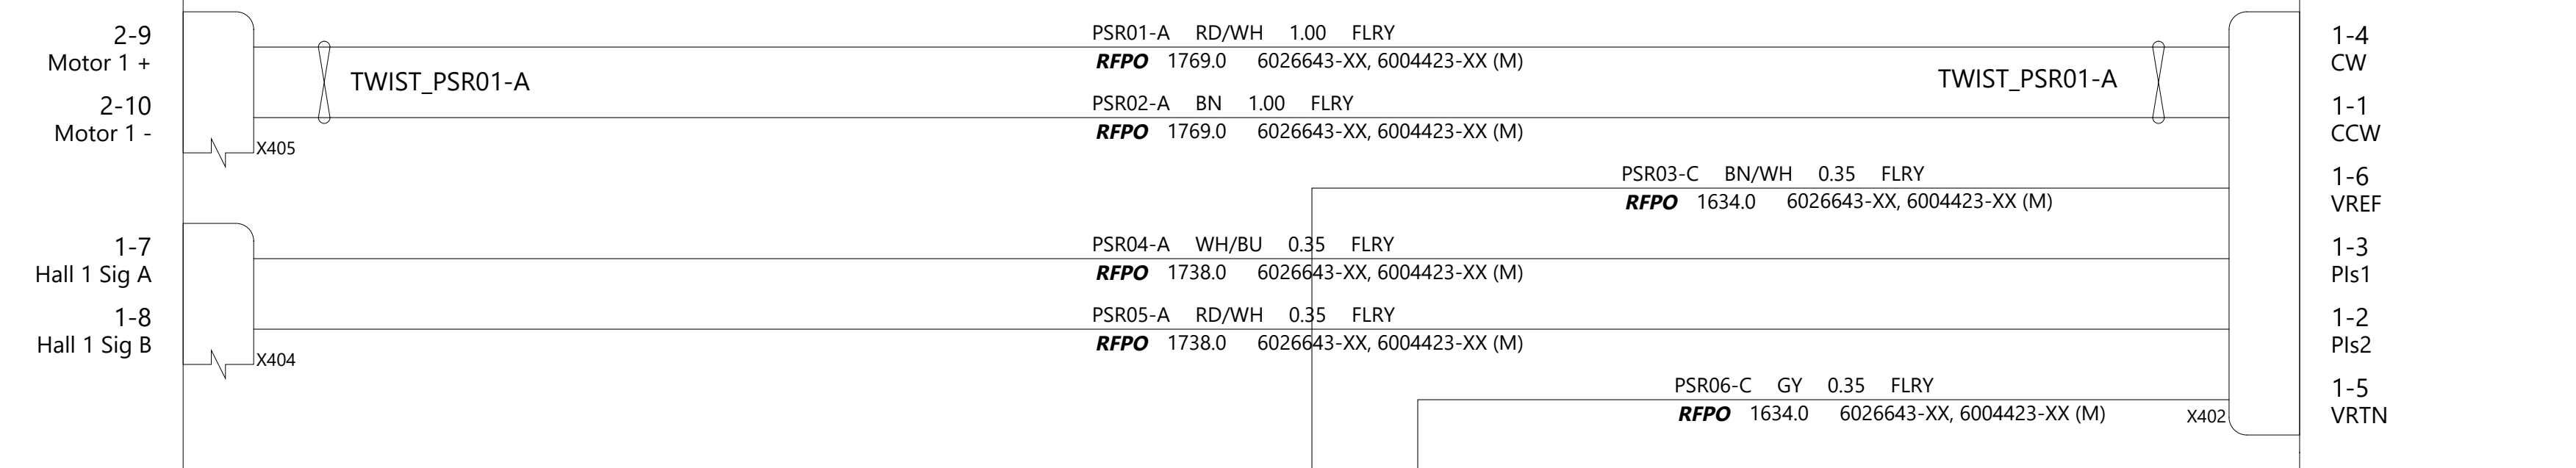 2-9
Motor 1 +
2-10
Motor 1 -
X405
TWIST_PSR01-A
PSR01-A RD/WH 1.00 FLRY
RFPO 1769.0 6026643-XX, 6004423-XX (M)
PSR02-A BN 1.00 FLRY
RFPO 1769.0 6026643-XX, 6004423-XX (M)
TWIST_PSR01-A
1-4
CW
1-1
CCW
PSR03-C BN/WH 0.35 FLRY
RFPO 1634.0 6026643-XX, 6004423-XX (M)
1-6
VREF
1-7
Hall 1 Sig A
PSR04-A WH/BU 0.35 FLRY
RFPO 1738.0 6026643-XX, 6004423-XX (M)
1-3
Pls1
1-8
Hall 1 Sig B
X404
PSR05-A RD/WH 0.35 FLRY
RFPO 1738.0 6026643-XX, 6004423-XX (M)
1-2
Pls2
PSR06-C GY 0.35 FLRY
RFPO 1634.0 6026643-XX, 6004423-XX (M)
X402
1-5
VRTN